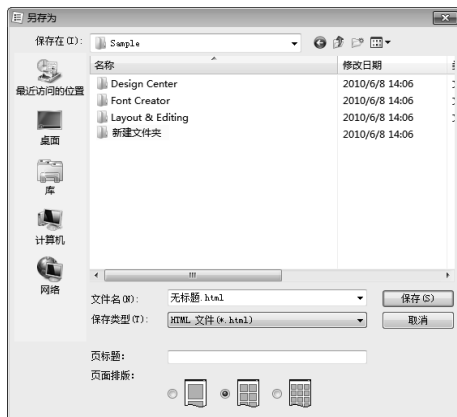 另存为
保存在(I):
Sample
名称
修改日期
最近访问的位置
Design Center
2010/6/8 14:06
Font Creator
2010/6/8 14:06
Layout & Editing
2010/6/8 14:06
新建文件夹
2010/6/8 14:06
桌面
库
计算机
网络
文件名(N):
无标题.html
保存(S)
保存类型(T):
HTML 文件(*.html)
取消
页标题:
页面排版: